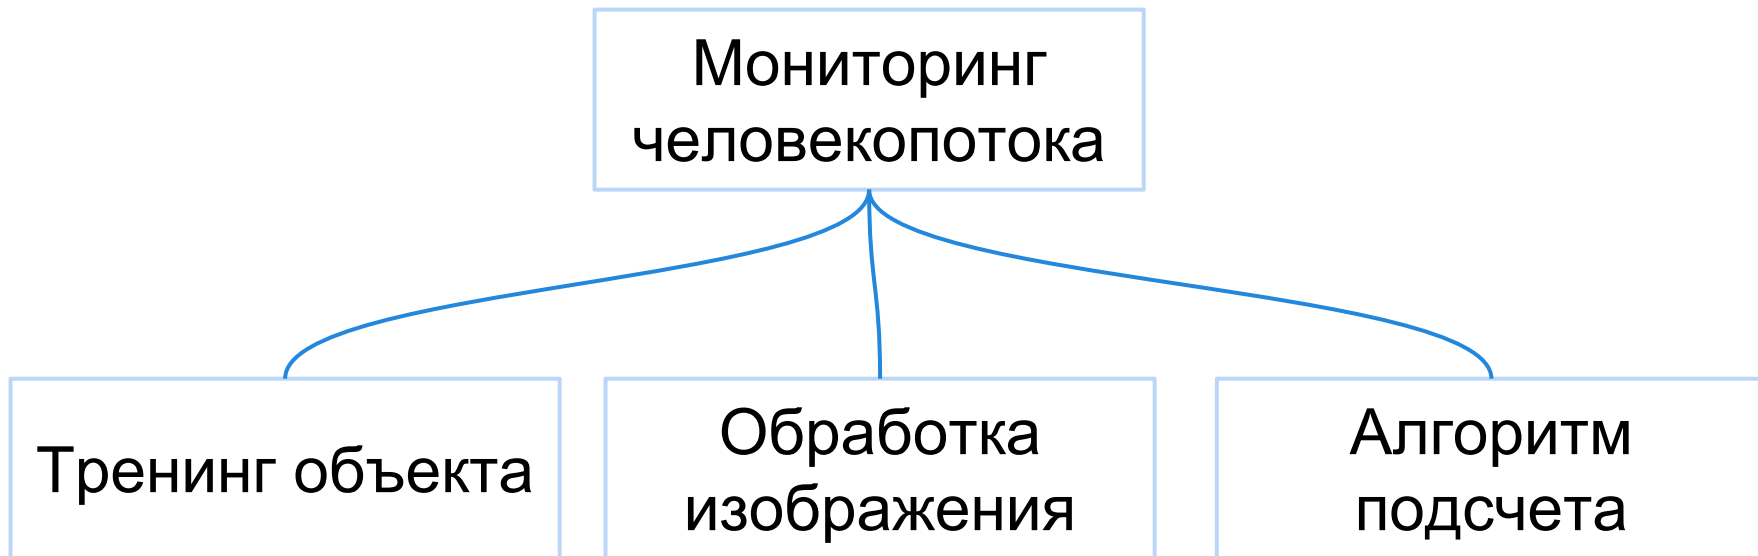 Мониторинг
человекопотока
Тренинг объекта
Обработка
изображения
Алгоритм
подсчета